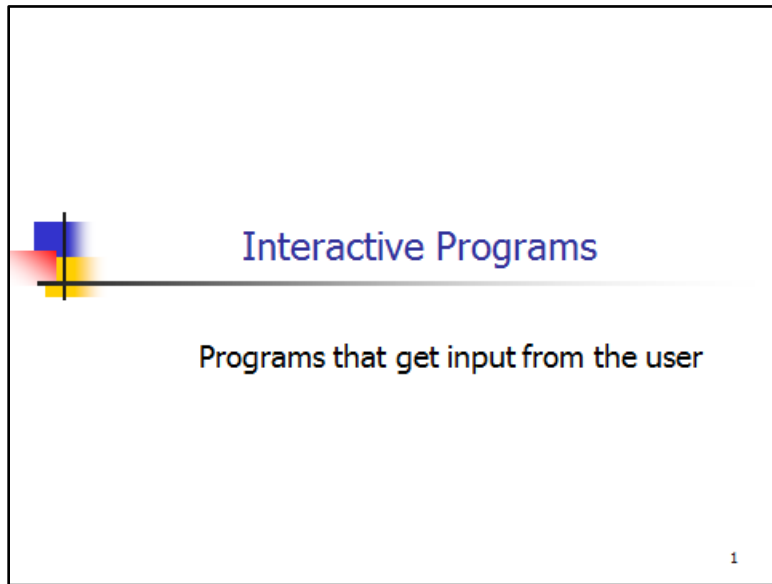 Interactive Programs
Programs that get input from the user
1